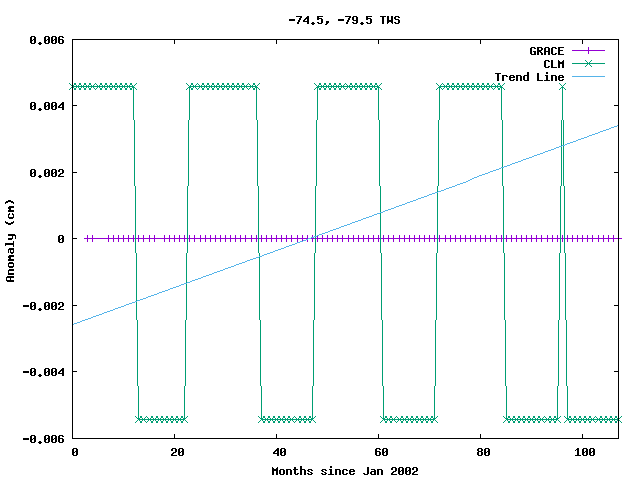 -74.5, -79.5 TWS
GRACE
CLM
Trend Line
0.006
0.004
0.002
0
-0.002
-0.004
-0.006
Anomaly (cm)
0 20 40 60 80 100
Months since Jan 2002